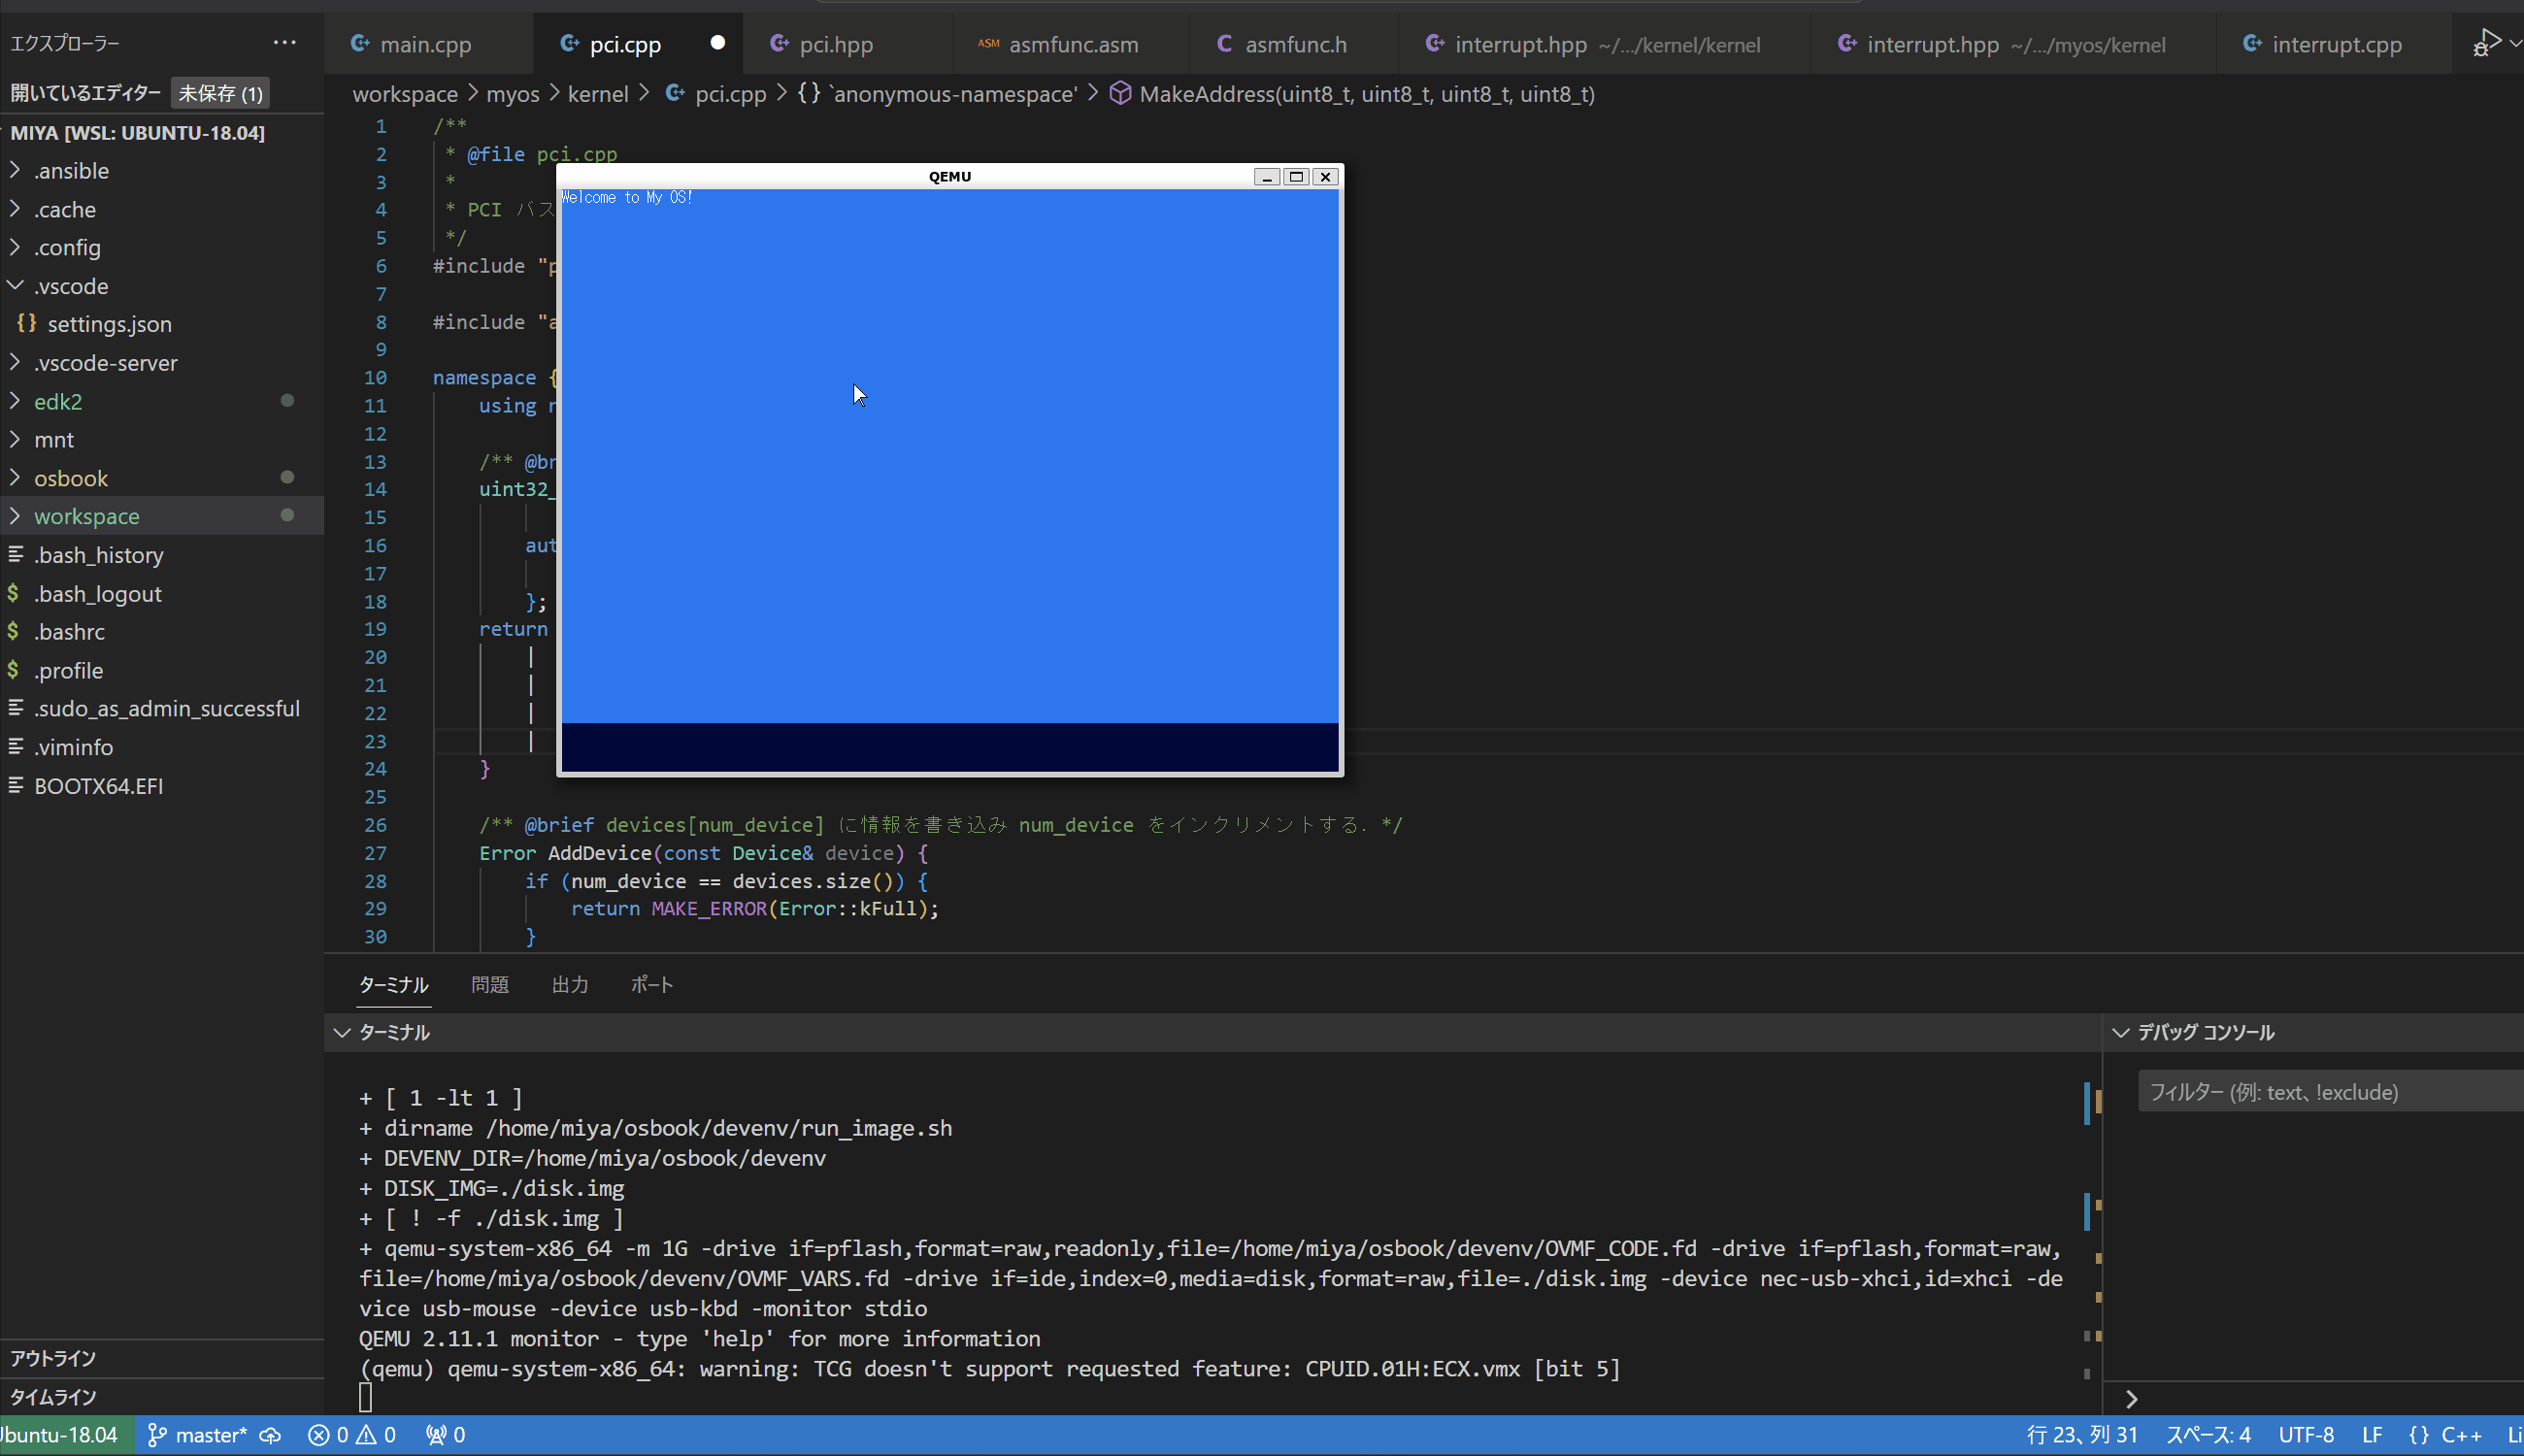 エクスプローラー ···
main.cpp pci.cpp pci.hpp ASM asmfunc.asm C asmfunc.h interrupt.hpp ~/.../kernel/kernel interrupt.hpp ~/.../myos/kernel interrupt.cpp
開いているエディター 未保存 (1)
workspace > myos > kernel > pci.cpp > {} `anonymous-namespace' > MakeAddress(uint8_t, uint8_t, uint8_t, uint8_t)
MIYA [WSL: UBUNTU-18.04]
.ansible
.cache
.config
.vscode
{} settings.json
.vscode-server
edk2
mnt
osbook
workspace
.bash_history
$ .bash_logout
$ .bashrc
$ .profile
.sudo_as_admin_successful
.viminfo
BOOTX64.EFI
アウトライン
タイムライン
1 /**
2 * @file pci.cpp
3 *
4 * PCI バス
5 */
6 #include "p
7
8 #include "a
9
10 namespace {
11 using
12
13 /** @br
14 uint32_
15
16 aut
17
18 };
19 return
20 |
21 |
22 |
23 |
24 }
25
26 /** @brief devices[num_device] に情報を書き込み num_device をインクリメントする. */
27 Error AddDevice(const Device& device) {
28 if (num_device == devices.size()) {
29 return MAKE_ERROR(Error::kFull);
30 }
QEMU
Welcome to My OS!
ターミナル 問題 出力 ポート
ターミナル
+ [ 1 -lt 1 ]
+ dirname /home/miya/osbook/devenv/run_image.sh
+ DEVENV_DIR=/home/miya/osbook/devenv
+ DISK_IMG=./disk.img
+ [ ! -f ./disk.img ]
+ qemu-system-x86_64 -m 1G -drive if=pflash,format=raw,readonly,file=/home/miya/osbook/devenv/OVMF_CODE.fd -drive if=pflash,format=raw,
file=/home/miya/osbook/devenv/OVMF_VARS.fd -drive if=ide,index=0,media=disk,format=raw,file=./disk.img -device nec-usb-xhci,id=xhci -de
vice usb-mouse -device usb-kbd -monitor stdio
QEMU 2.11.1 monitor - type 'help' for more information
(qemu) qemu-system-x86_64: warning: TCG doesn't support requested feature: CPUID.01H:ECX.vmx [bit 5]
デバッグ コンソール
フィルター (例: text、!exclude)
Ubuntu-18.04 master* 0 0 0 行 23、列 31 スペース: 4 UTF-8 LF {} C++ Li